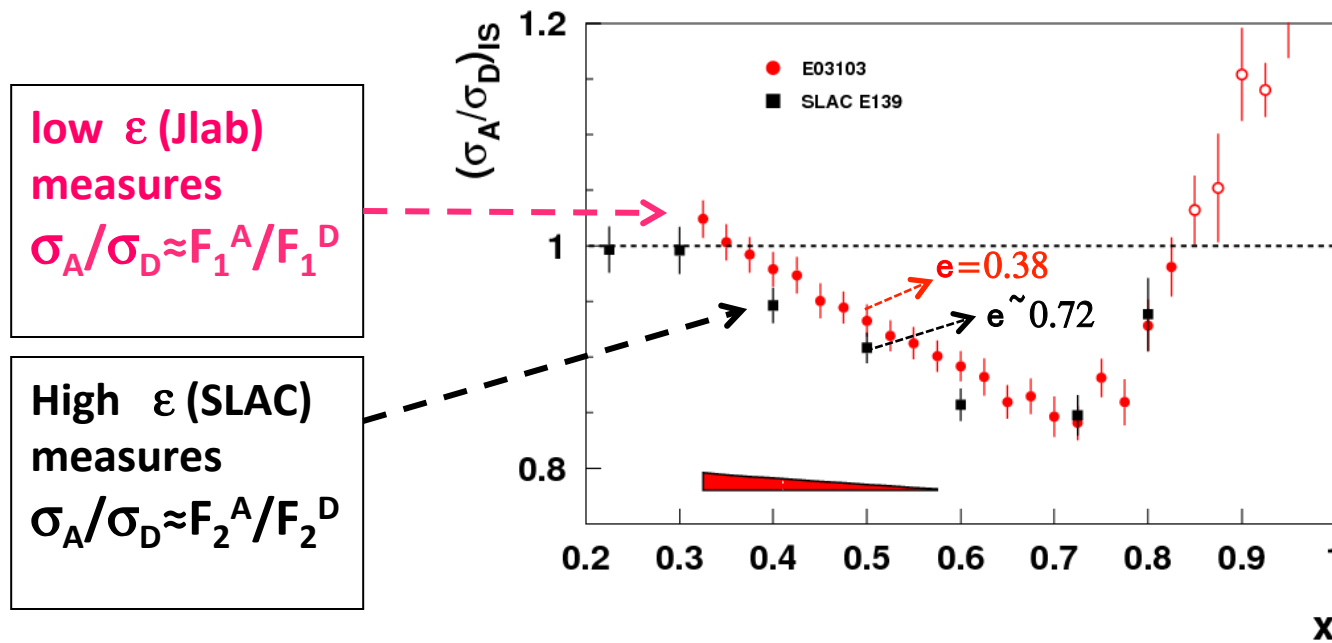 low ε (Jlab)
measures
σA/σD≈F1A/F1D
High ε (SLAC)
measures
σA/σD≈F2A/F2D
(σA/σD)IS
1.2
1
0.8
E03103
SLAC E139
e=0.38
e~0.72
0.2 0.3 0.4 0.5 0.6 0.7 0.8 0.9 1
x